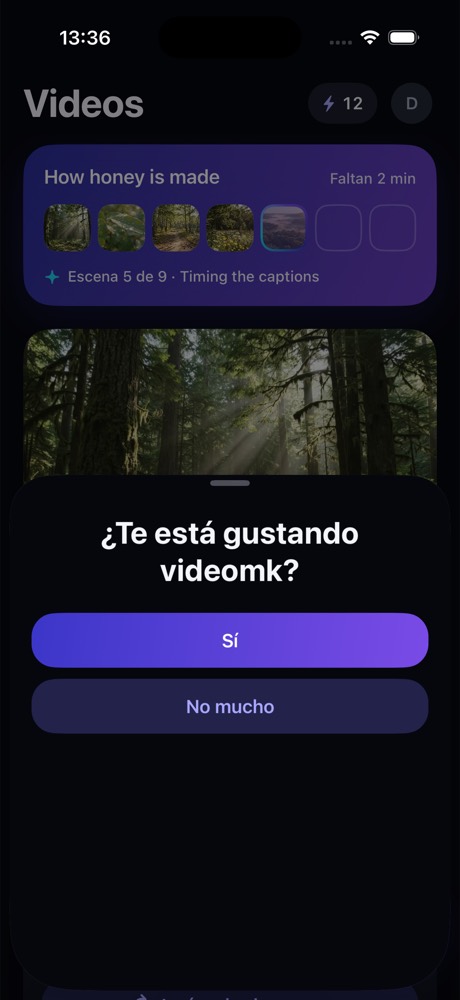 13:36
Videos
12
D
How honey is made
Faltan 2 min
Escena 5 de 9 · Timing the captions
¿Te está gustando
videomk?
Sí
No mucho